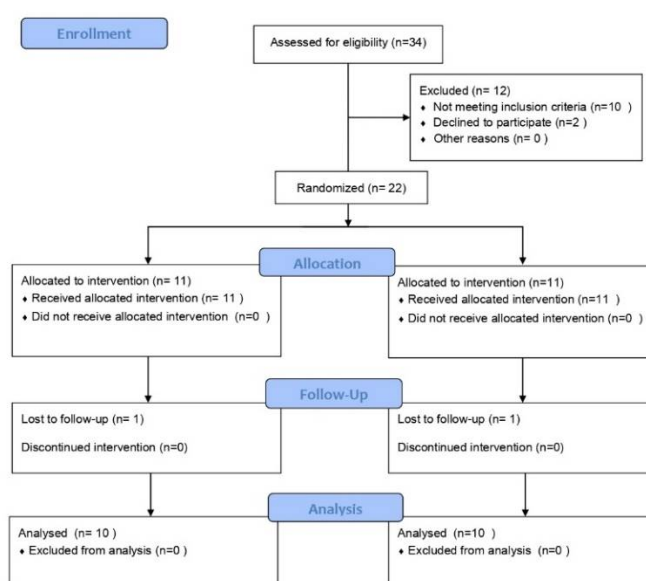 Enrollment
Assessed for eligibility (n=34)
Excluded (n= 12)
♦ Not meeting inclusion criteria (n=10 )
♦ Declined to participate (n=2 )
♦ Other reasons (n= 0 )
Randomized (n= 22)
Allocation
Allocated to intervention (n= 11)
♦ Received allocated intervention (n= 11 )
♦ Did not receive allocated intervention (n=0 )
Allocated to intervention (n=11)
♦ Received allocated intervention (n=11 )
♦ Did not receive allocated intervention (n=0 )
Follow-Up
Lost to follow-up (n= 1)
Discontinued intervention (n=0)
Lost to follow-up (n= 1)
Discontinued intervention (n=0)
Analysis
Analysed (n= 10 )
♦ Excluded from analysis (n=0 )
Analysed (n=10 )
♦ Excluded from analysis (n=0 )